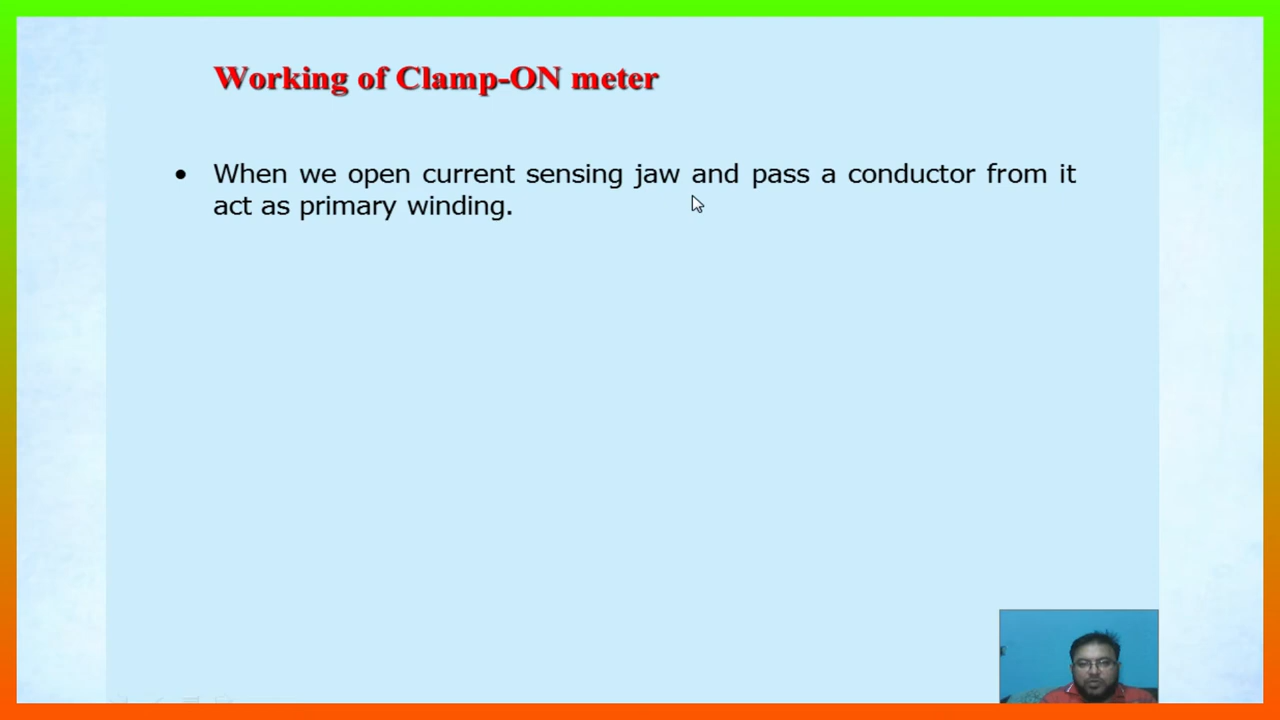 Working of Clamp-ON meter
• When we open current sensing jaw and pass a conductor from it
act as primary winding.